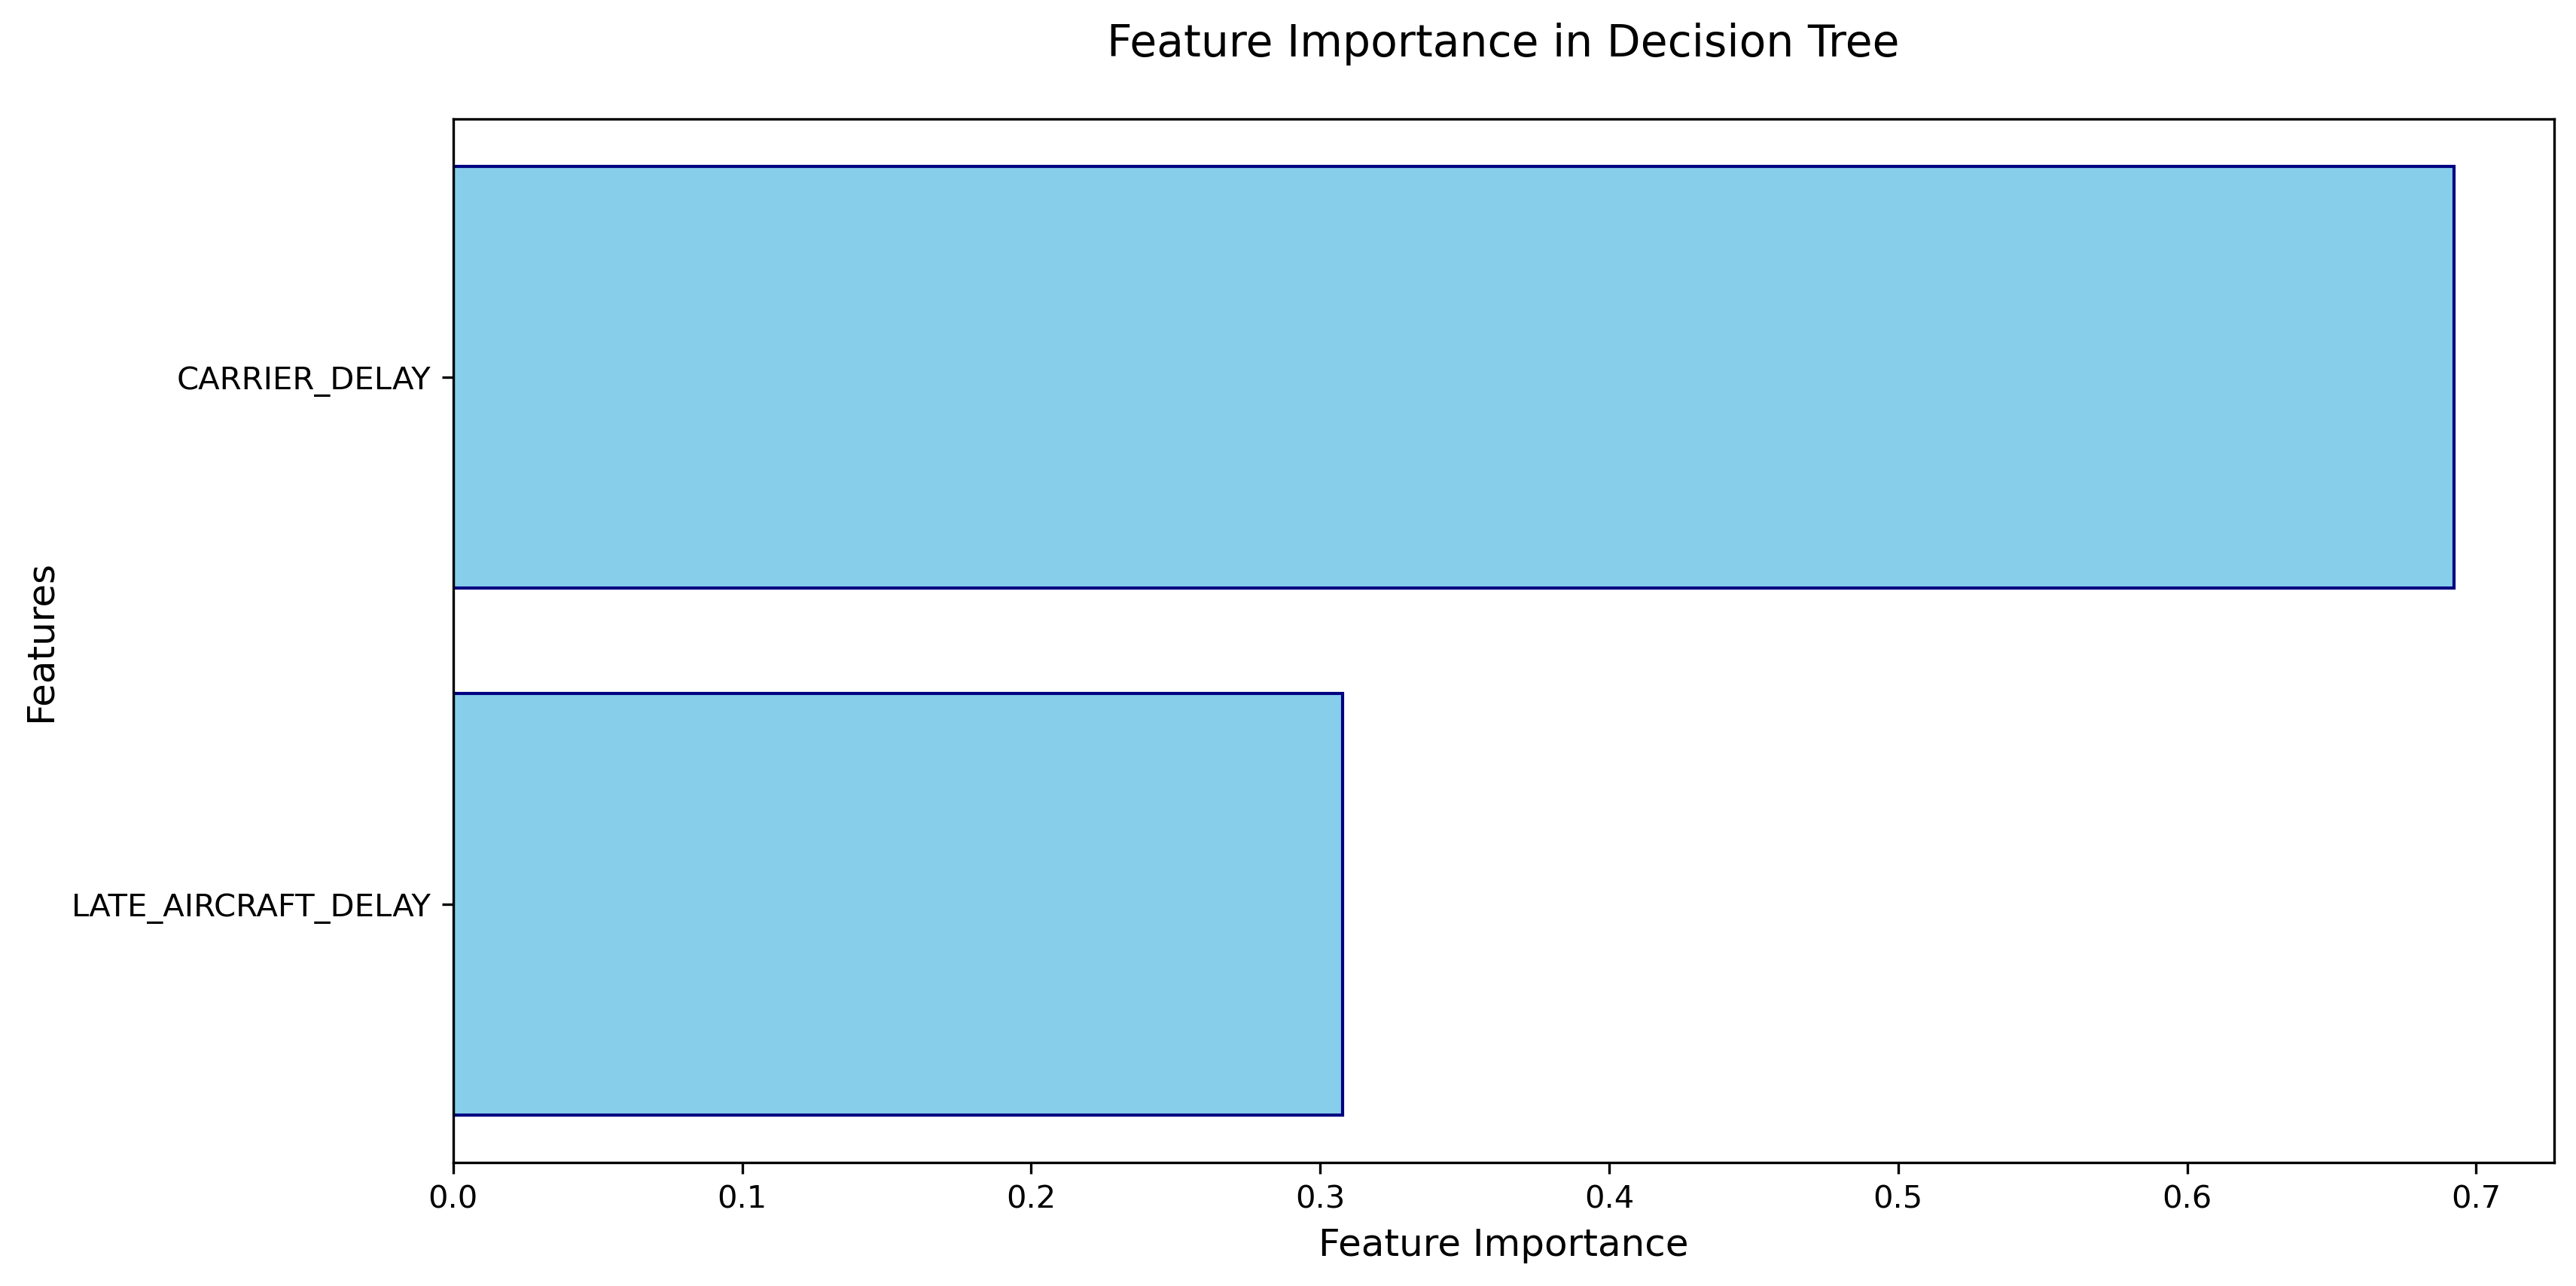 Feature Importance in Decision Tree
CARRIER_DELAY
Features
LATE_AIRCRAFT_DELAY
0.0 0.1 0.2 0.3 0.4 0.5 0.6 0.7
Feature Importance